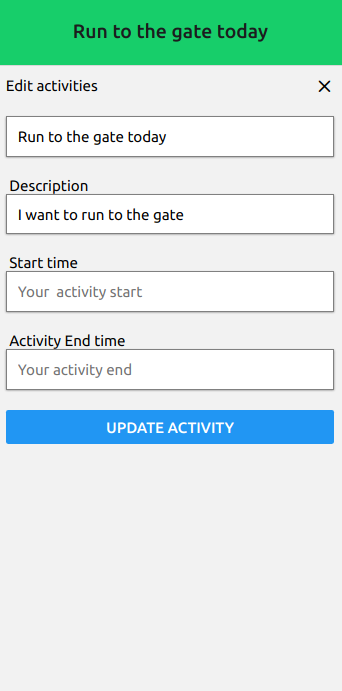 Run to the gate today
Edit activities
Run to the gate today
Description
I want to run to the gate
Start time
Your  activity start
Activity End time
Your activity end
UPDATE ACTIVITY